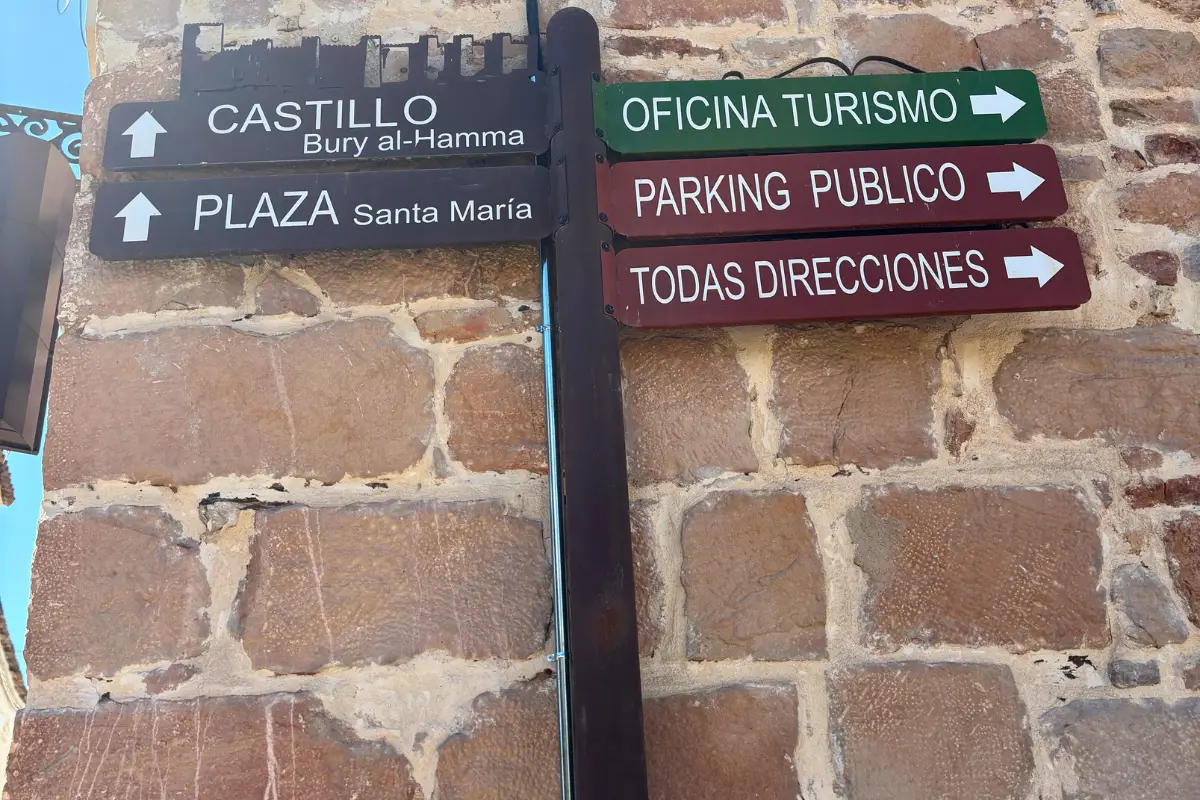 CASTILLO
Bury al-Hamma
PLAZA Santa María
OFICINA TURISMO
PARKING PUBLICO
TODAS DIRECCIONES